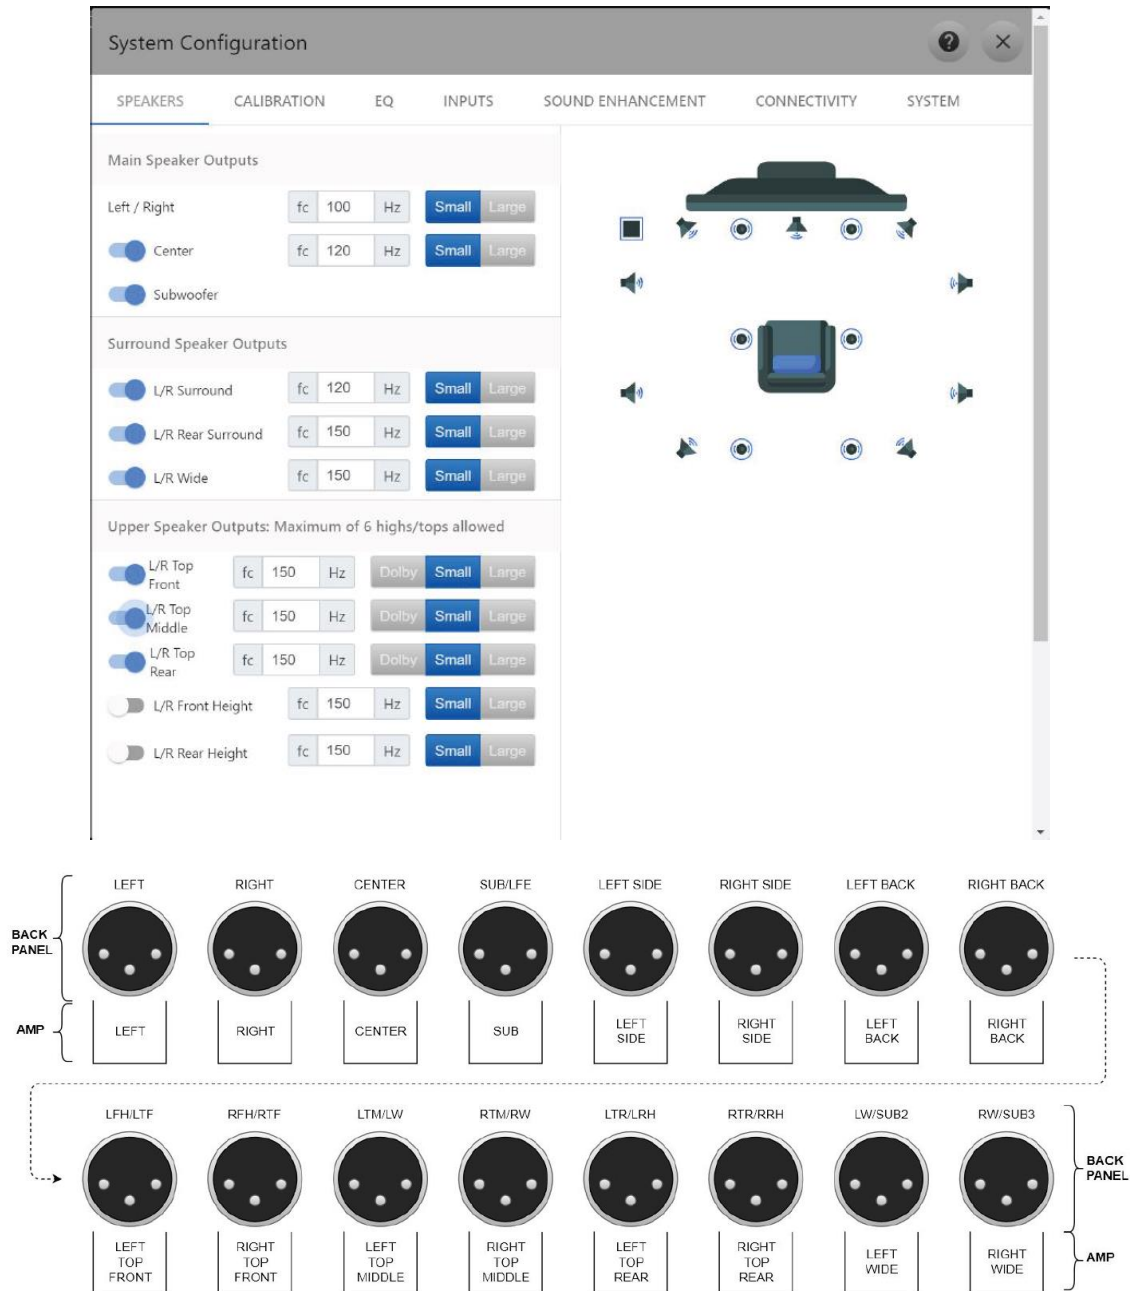 System Configuration
?
SPEAKERS CALIBRATION EQ INPUTS SOUND ENHANCEMENT CONNECTIVITY SYSTEM
Main Speaker Outputs
Left / Right fc 100 Hz Small Large
Center fc 120 Hz Small Large
Subwoofer
Surround Speaker Outputs
L/R Surround fc 120 Hz Small Large
L/R Rear Surround fc 150 Hz Small Large
L/R Wide fc 150 Hz Small Large
Upper Speaker Outputs: Maximum of 6 highs/tops allowed
L/R Top
Front fc 150 Hz Dolby Small Large
L/R Top
Middle fc 150 Hz Dolby Small Large
L/R Top
Rear fc 150 Hz Dolby Small Large
L/R Front Height fc 150 Hz Small Large
L/R Rear Height fc 150 Hz Small Large
LEFT RIGHT CENTER SUB/LFE LEFT SIDE RIGHT SIDE LEFT BACK RIGHT BACK
BACK
PANEL
AMP
LEFT
RIGHT
CENTER
SUB
LEFT
SIDE
RIGHT
SIDE
LEFT
BACK
RIGHT
BACK
LFH/LTF RFH/RTF LTM/LW RTM/RW LTR/LRH RTR/RRH LW/SUB2 RW/SUB3
BACK
PANEL
LEFT
TOP
FRONT
RIGHT
TOP
FRONT
LEFT
TOP
MIDDLE
RIGHT
TOP
MIDDLE
LEFT
TOP
REAR
RIGHT
TOP
REAR
LEFT
WIDE
RIGHT
WIDE
AMP